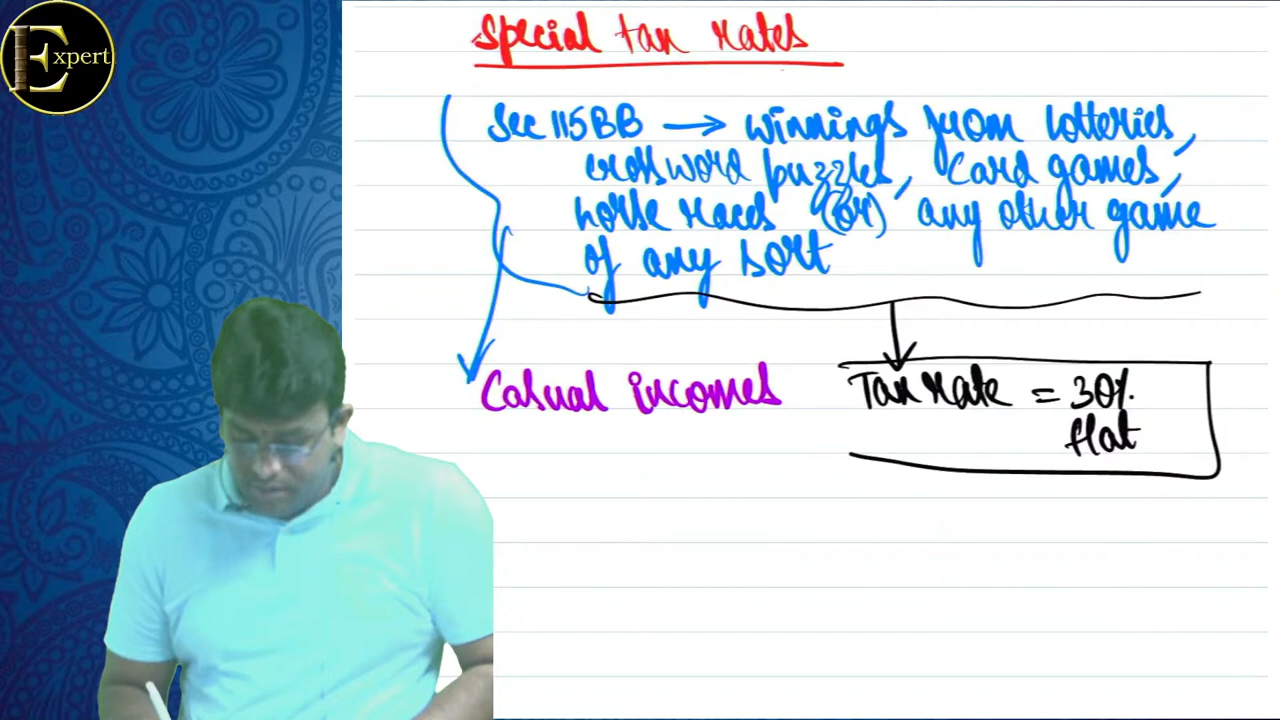 Expert
Special tax rates
Sec 115BB → winnings from lotteries,
crossword puzzles, card games,
horse races (or) any other game
of any sort
Casual incomes
Tax rate = 30%
flat